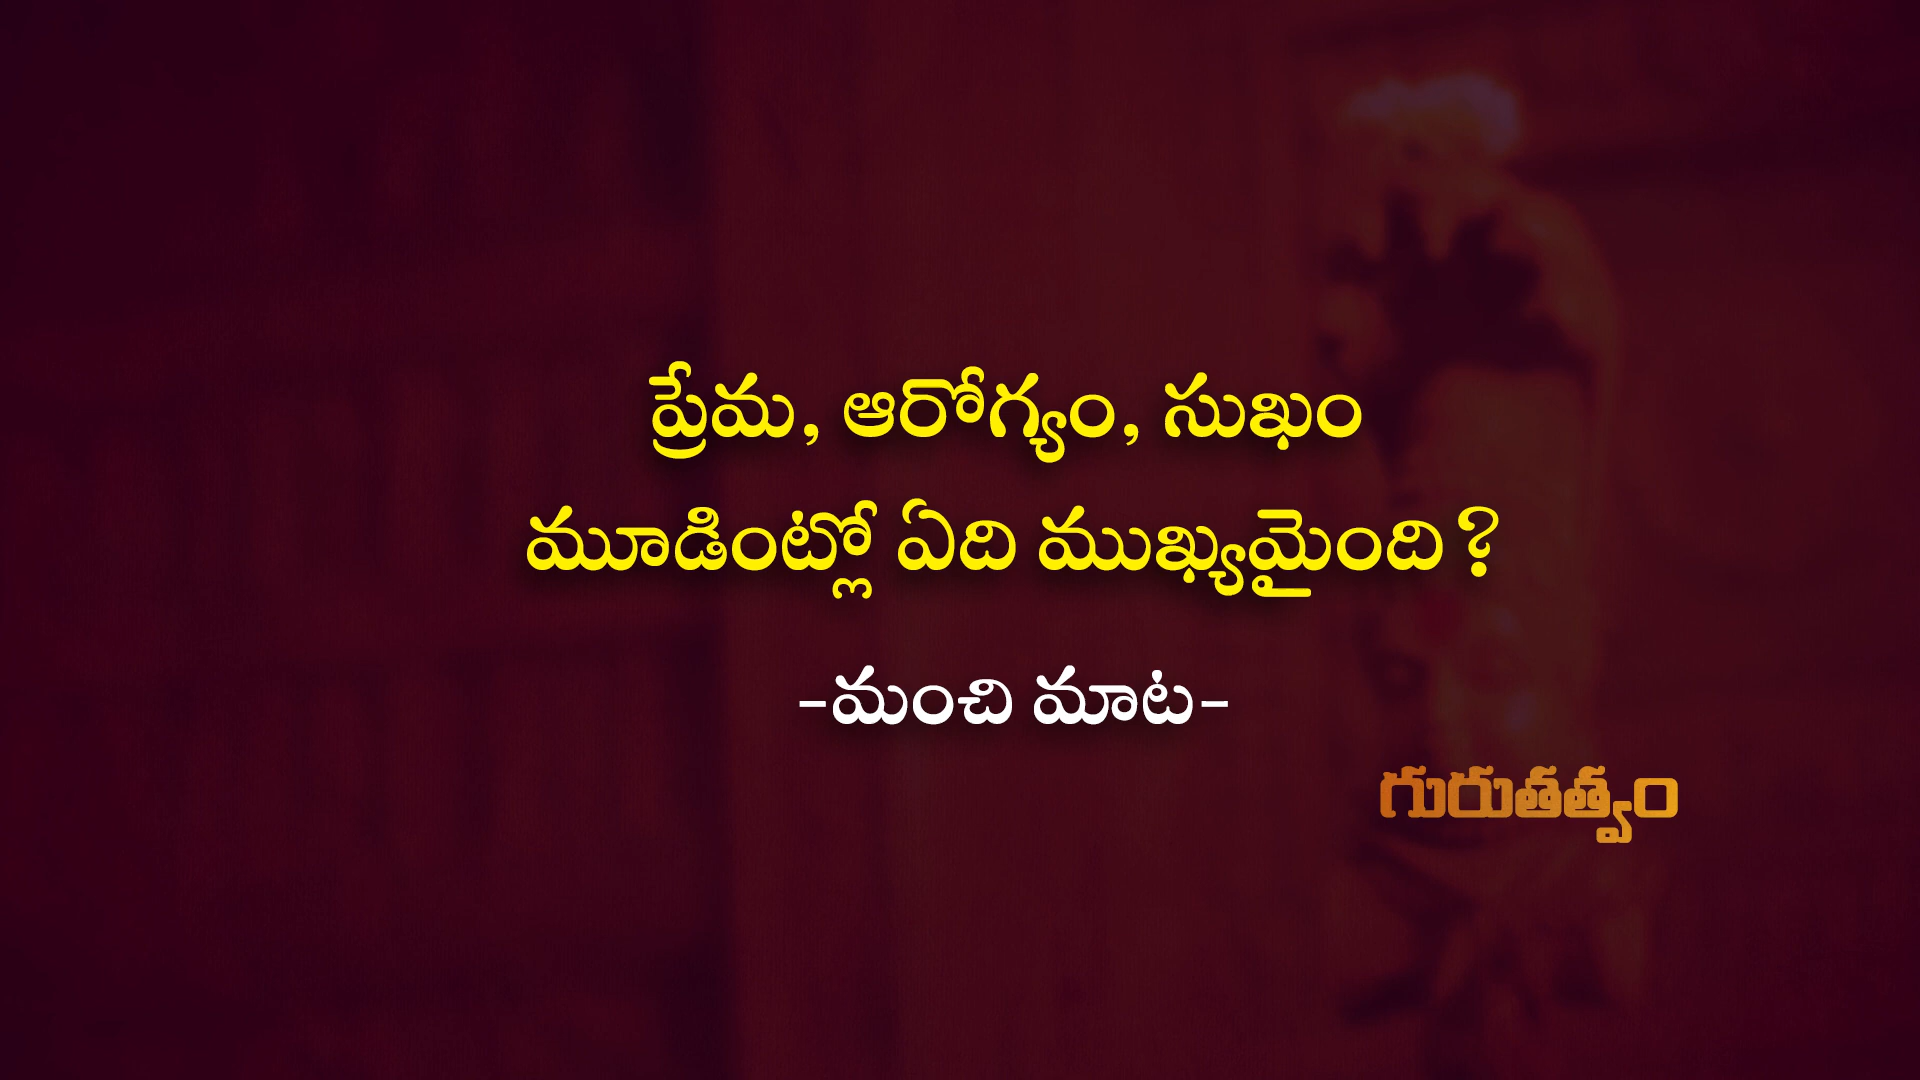 ప్రేమ, ఆరోగ్యం, సుఖం
మూడింట్లో ఏది ముఖ్యమైంది?
-మంచి మాట-
గురుతత్వం